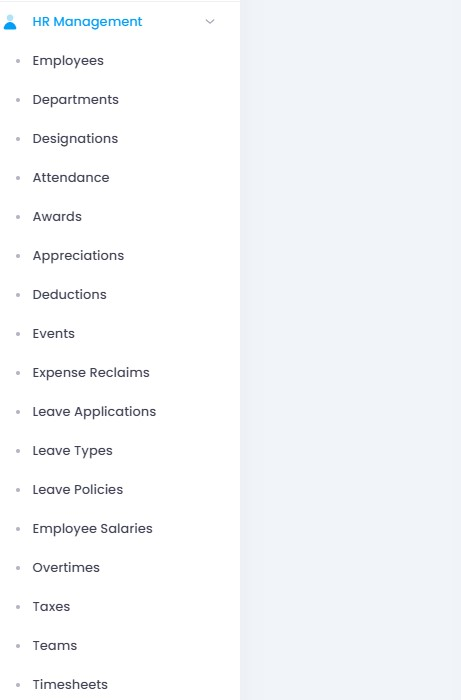 HR Management
Employees
Departments
Designations
Attendance
Awards
Appreciations
Deductions
Events
Expense Reclaims
Leave Applications
Leave Types
Leave Policies
Employee Salaries
Overtimes
Taxes
Teams
Timesheets